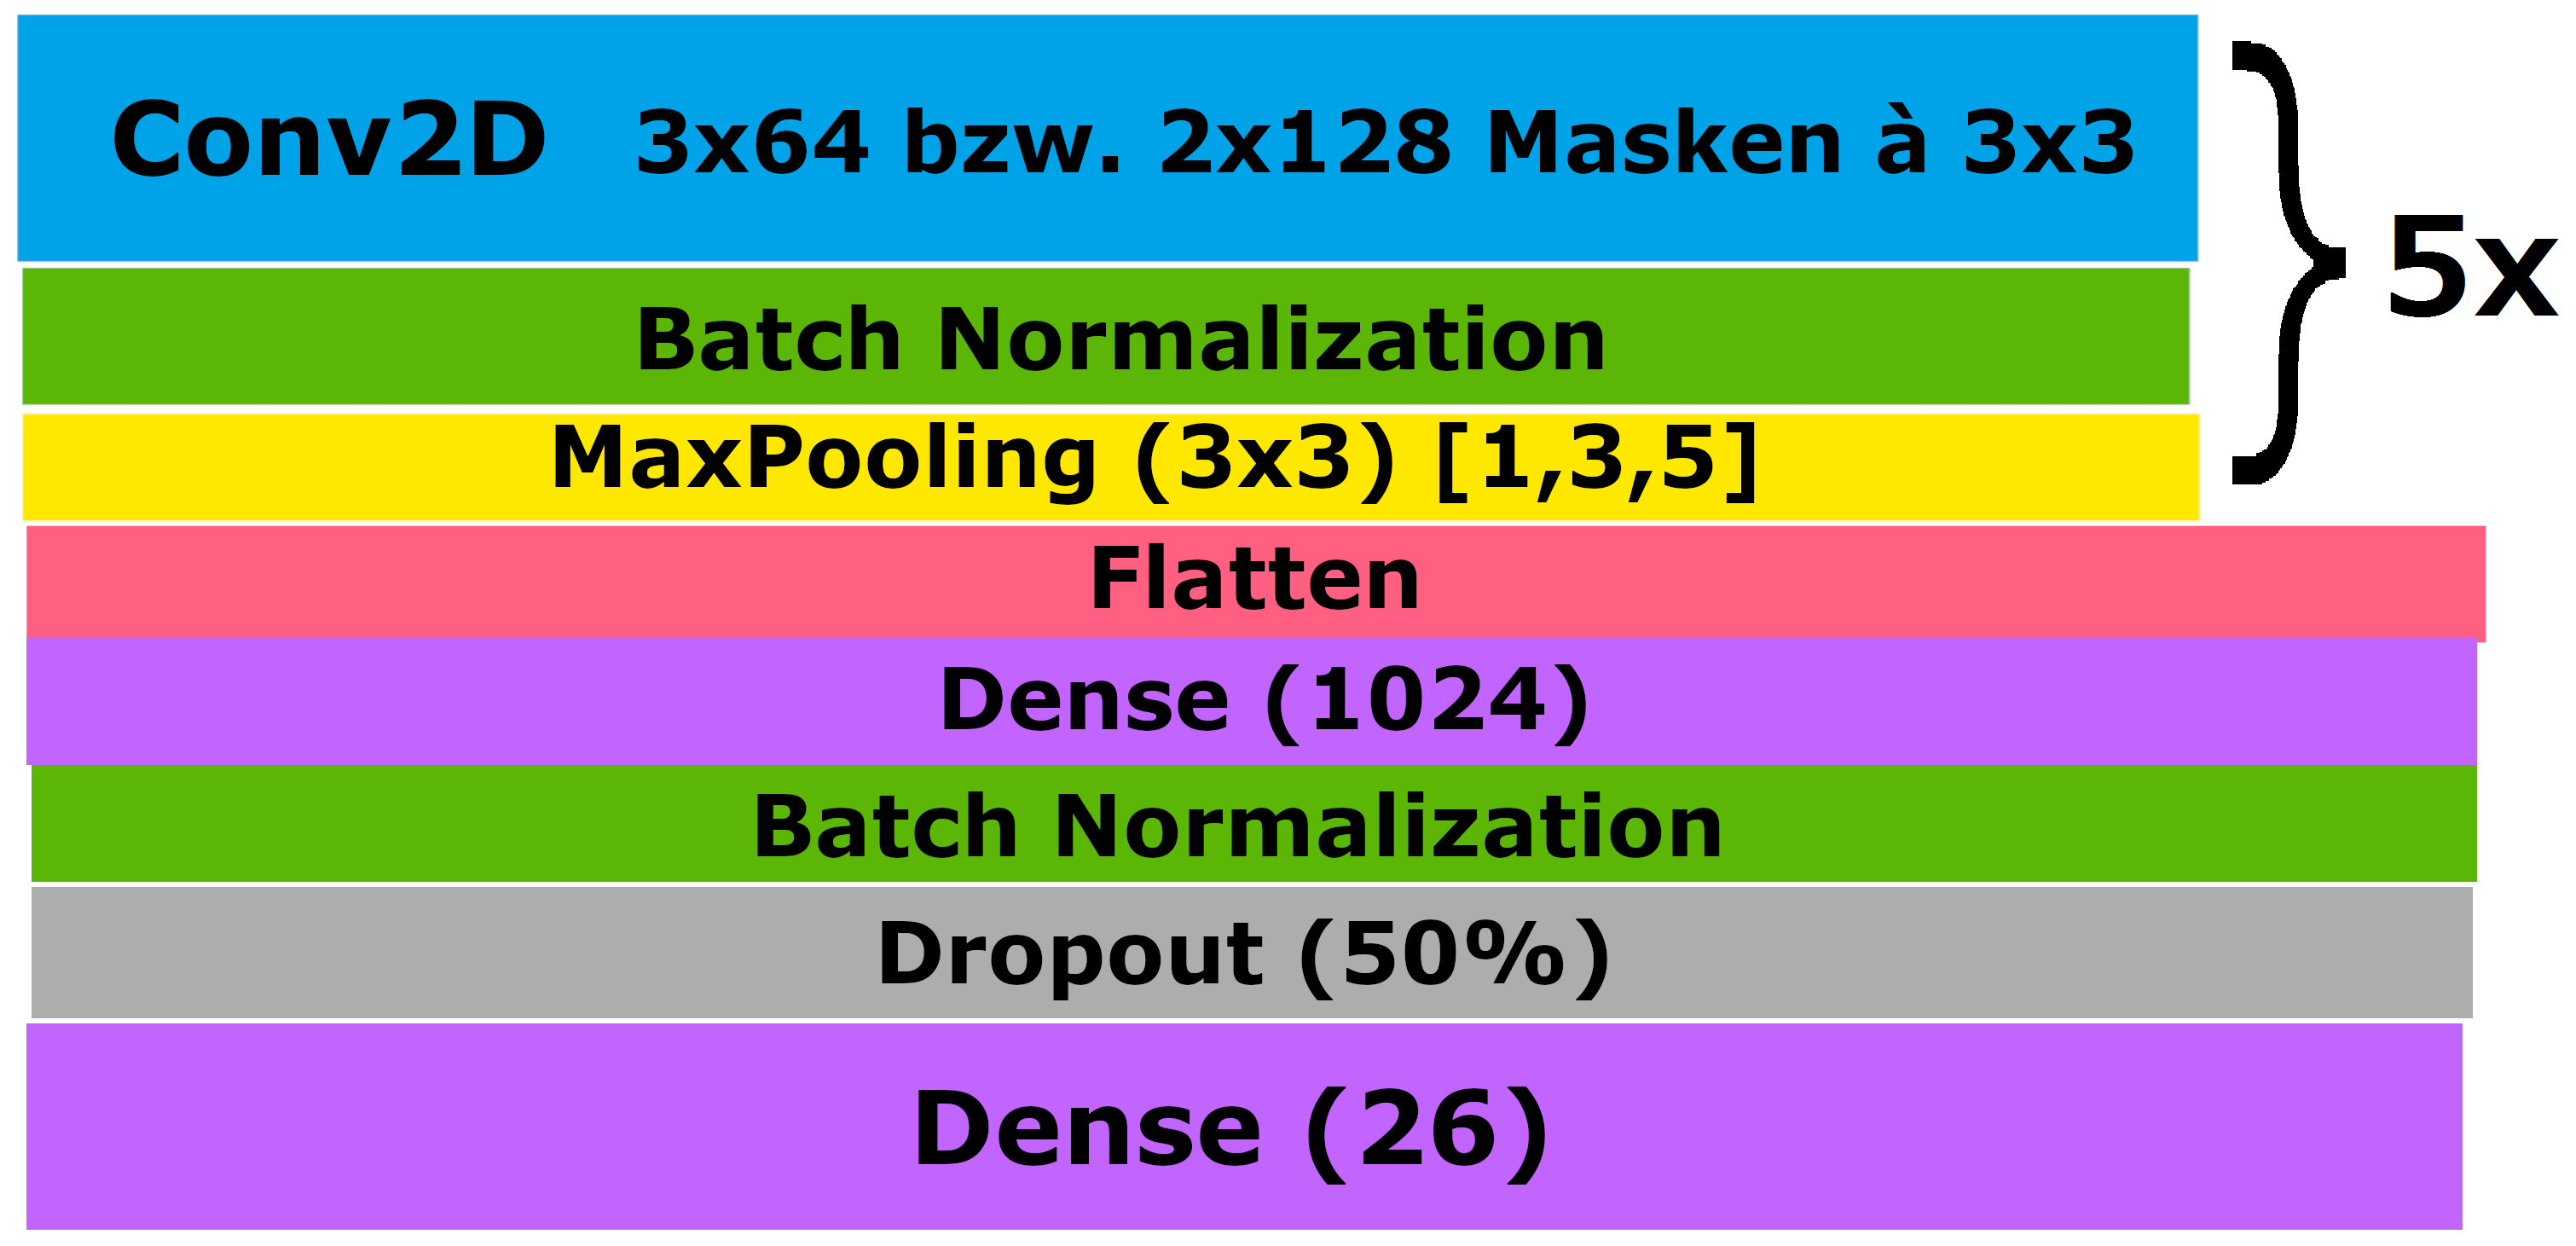 Conv2D 3x64 bzw. 2x128 Masken à 3x3
5x
Batch Normalization
MaxPooling (3x3) [1,3,5]
Flatten
Dense (1024)
Batch Normalization
Dropout (50%)
Dense (26)